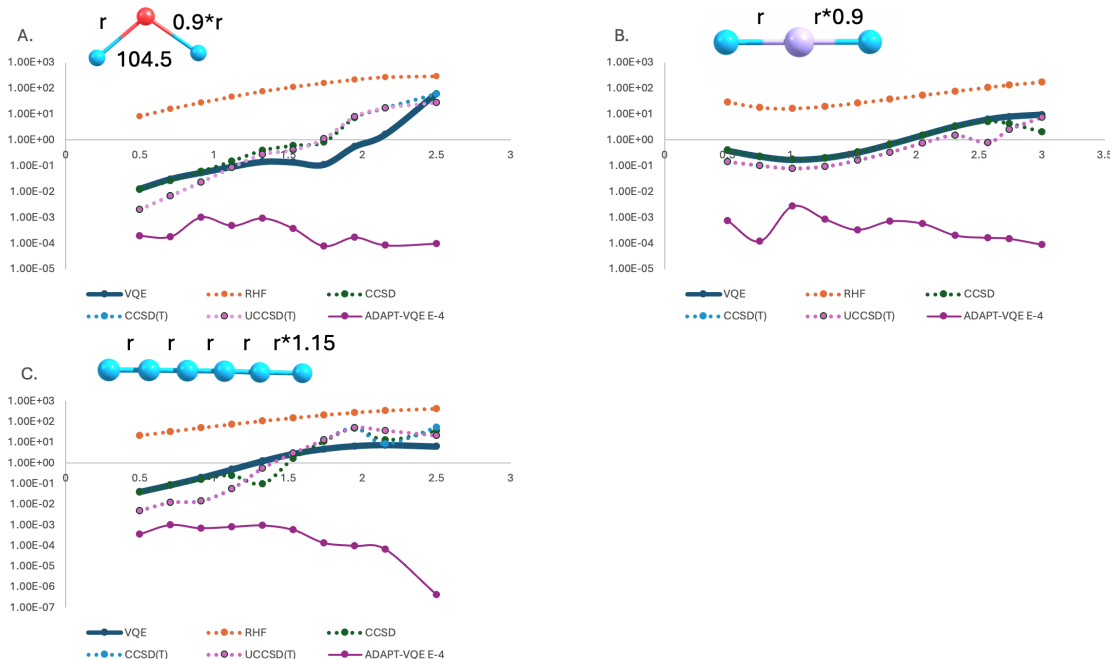 A.
r 0.9*r
104.5
1.00E+03
1.00E+02
1.00E+01
1.00E+00
1.00E-01
1.00E-02
1.00E-03
1.00E-04
1.00E-05
0 0.5 1 1.5 2 2.5 3
VQE RHF CCSD
CCSD(T) UCCSD(T) ADAPT-VQE E-4
B.
r r*0.9
1.00E+03
1.00E+02
1.00E+01
1.00E+00
1.00E-01
1.00E-02
1.00E-03
1.00E-04
1.00E-05
0 0.5 1 1.5 2 2.5 3 3.5
VQE RHF CCSD
CCSD(T) UCCSD(T) ADAPT-VQE E-4
C.
r r r r r*1.15
1.00E+03
1.00E+02
1.00E+01
1.00E+00
1.00E-01
1.00E-02
1.00E-03
1.00E-04
1.00E-05
1.00E-06
1.00E-07
0 0.5 1 1.5 2 2.5 3
VQE RHF CCSD
CCSD(T) UCCSD(T) ADAPT-VQE E-4